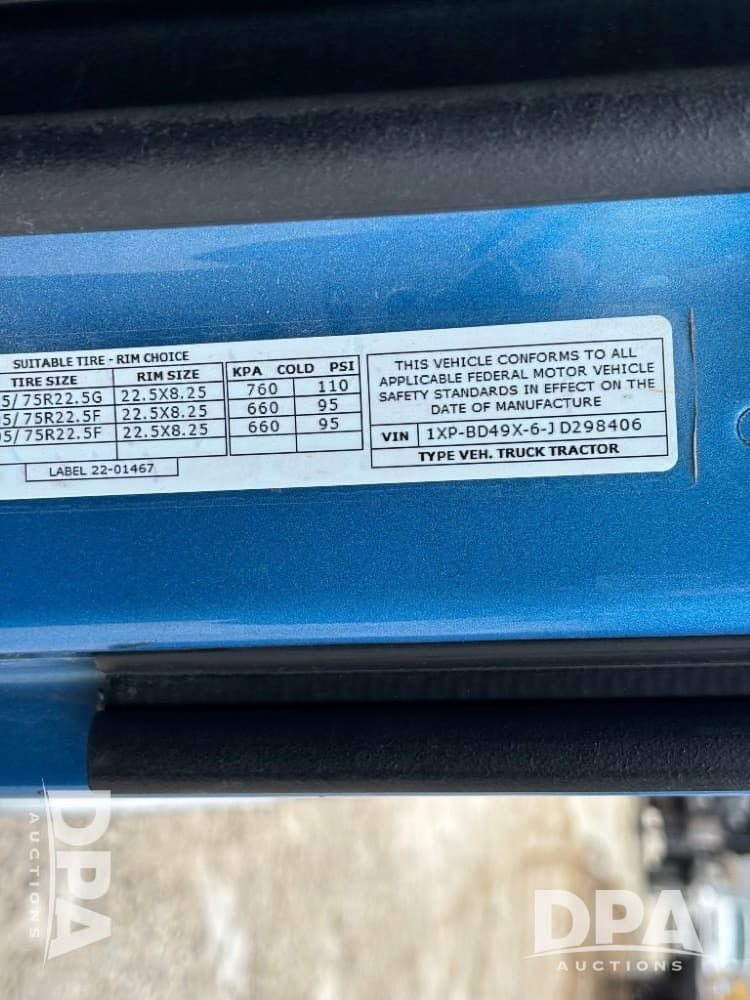 SUITABLE TIRE - RIM CHOICE
TIRE SIZE RIM SIZE KPA COLD PSI
5/75R22.5G 22.5X8.25 760 110
5/75R22.5F 22.5X8.25 660 95
5/75R22.5F 22.5X8.25 660 95
LABEL 22-01467
THIS VEHICLE CONFORMS TO ALL
APPLICABLE FEDERAL MOTOR VEHICLE
SAFETY STANDARDS IN EFFECT ON THE
DATE OF MANUFACTURE
VIN 1XP-BD49X-6-JD298406
TYPE VEH. TRUCK TRACTOR
DPA
AUCTIONS
DPA
AUCTIONS